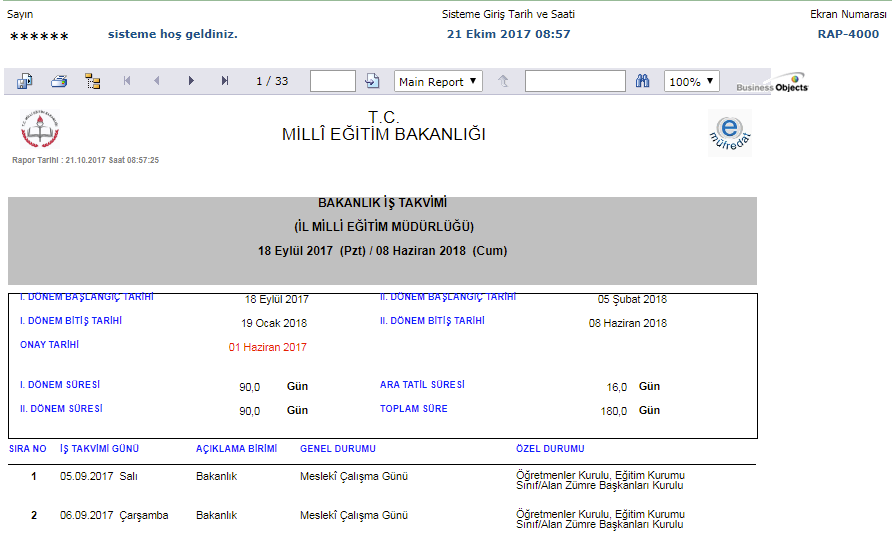 Sayın Sisteme Giriş Tarih ve Saati Ekran Numarası
****** sisteme hoş geldiniz. 21 Ekim 2017 08:57 RAP-4000
1 / 33 Main Report 100% Business Objects
T.C.
MİLLÎ EĞİTİM BAKANLIĞI
e müfredat
Rapor Tarihi : 21.10.2017 Saat 08:57:25
BAKANLIK İŞ TAKVİMİ
(İL MİLLİ EĞİTİM MÜDÜRLÜĞÜ)
18 Eylül 2017 (Pzt) / 08 Haziran 2018 (Cum)
I. DÖNEM BAŞLANGIÇ TARİHİ 18 Eylül 2017 II. DÖNEM BAŞLANGIÇ TARİHİ 05 Şubat 2018
I. DÖNEM BİTİŞ TARİHİ 19 Ocak 2018 II. DÖNEM BİTİŞ TARİHİ 08 Haziran 2018
ONAY TARİHİ 01 Haziran 2017
I. DÖNEM SÜRESİ 90,0 Gün ARA TATİL SÜRESİ 16,0 Gün
II. DÖNEM SÜRESİ 90,0 Gün TOPLAM SÜRE 180,0 Gün
SIRA NO İŞ TAKVİMİ GÜNÜ AÇIKLAMA BİRİMİ GENEL DURUMU ÖZEL DURUMU
1 05.09.2017 Salı Bakanlık Meslekî Çalışma Günü Öğretmenler Kurulu, Eğitim Kurumu
Sınıf/Alan Zümre Başkanları Kurulu
2 06.09.2017 Çarşamba Bakanlık Meslekî Çalışma Günü Öğretmenler Kurulu, Eğitim Kurumu
Sınıf/Alan Zümre Başkanları Kurulu